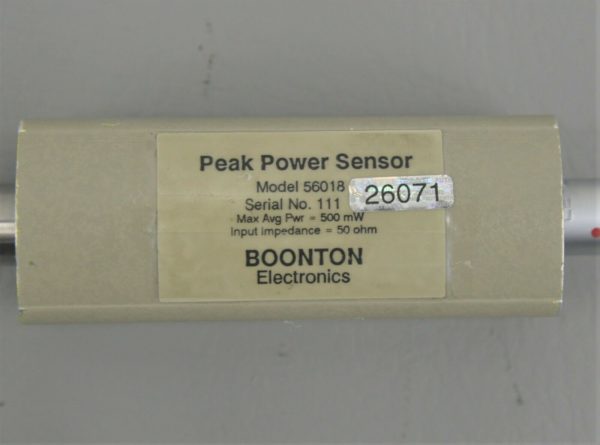 Peak Power Sensor
Model 56018
Serial No. 111
26071
Max Avg Pwr = 500 mW
Input impedance = 50 ohm
BOONTON
Electronics